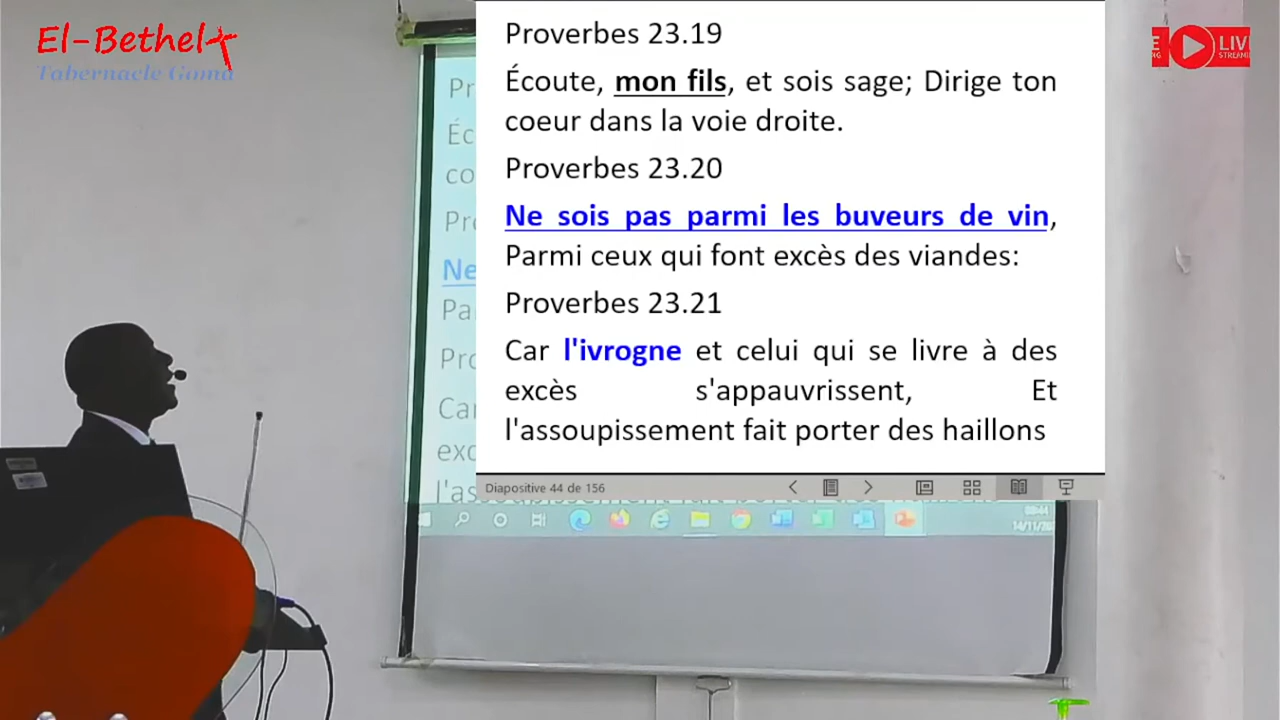 El-Bethel
Tabernacle Goma
LIVE
Proverbes 23.19
Écoute, mon fils, et sois sage; Dirige ton
coeur dans la voie droite.
Proverbes 23.20
Ne sois pas parmi les buveurs de vin,
Parmi ceux qui font excès des viandes:
Proverbes 23.21
Car l'ivrogne et celui qui se livre à des
excès s'appauvrissent, Et
l'assoupissement fait porter des haillons
Diapositive 44 de 156